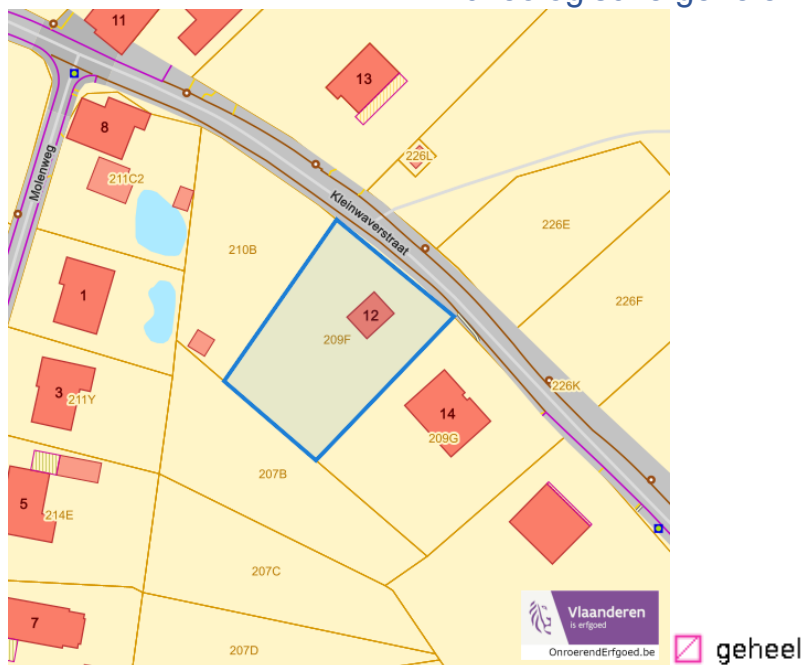 11
13
8
226L
Molenweg
211C2
Kleinwaverstraat
226E
210B
1
12
226F
209F
3
211Y
226K
14
209G
207B
5
214E
207C
7
207D
Vlaanderen
is erfgoed
OnroerendErfgoed.be
geheel